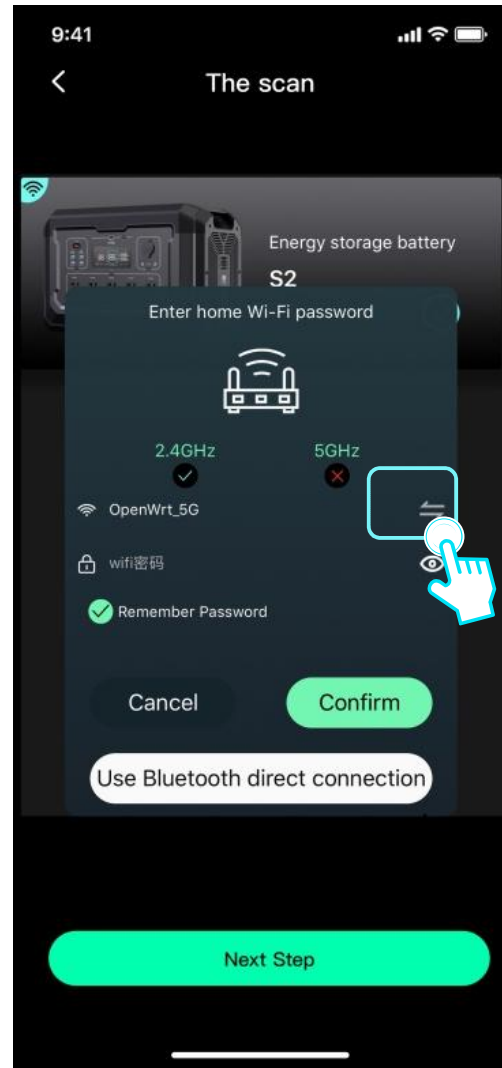 9:41
The scan
Energy storage battery
S2
Enter home Wi-Fi password
2.4GHz 5GHz
OpenWrt_5G
wifi密码
Remember Password
Cancel Confirm
Use Bluetooth direct connection
Next Step